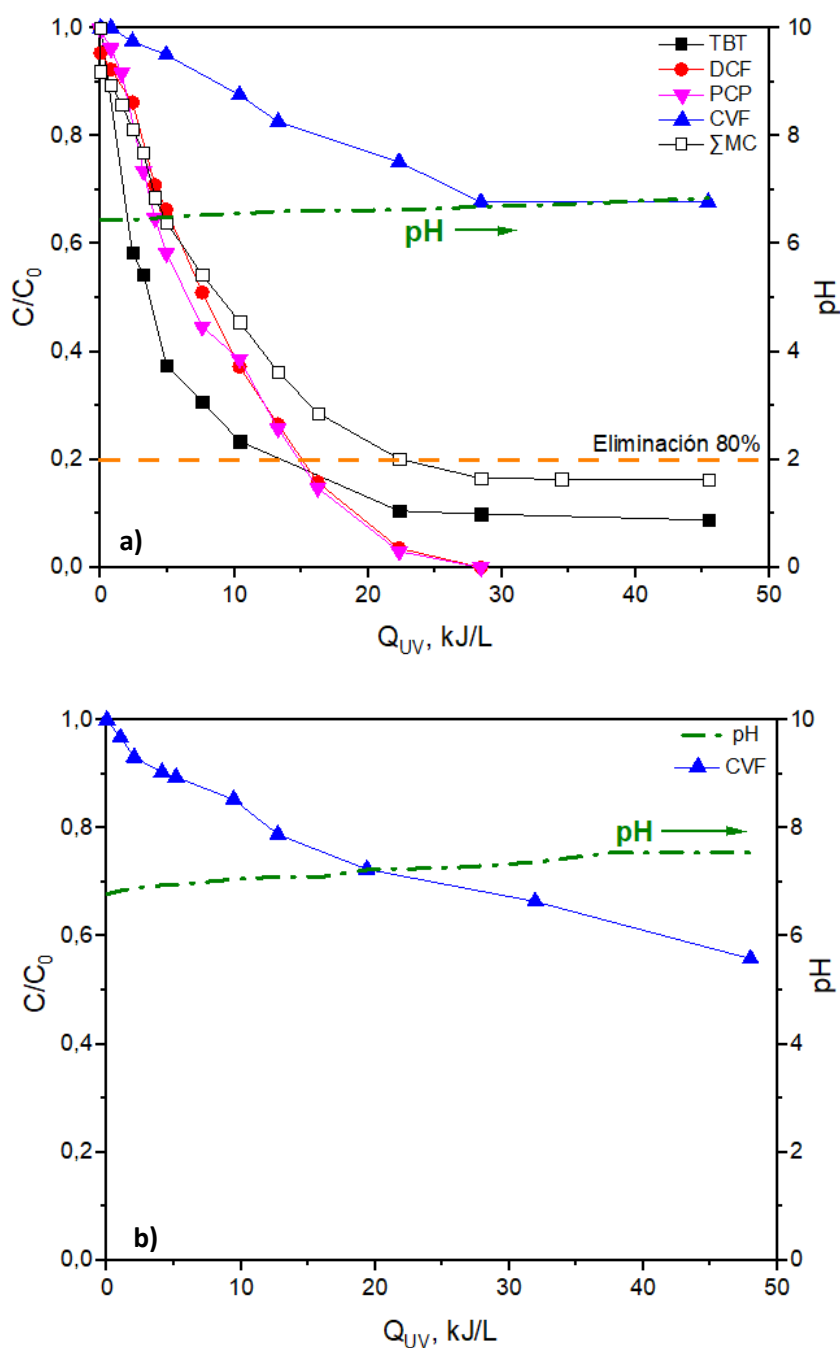 1,0
0,8
0,6
0,4
0,2
0,0
C/C0
10
8
6
4
2
0
pH
TBT
DCF
PCP
CVF
∑MC
pH
Eliminación 80%
a)
0 10 20 30 40 50
QUV, kJ/L
1,0
0,8
0,6
0,4
0,2
0,0
C/C0
10
8
6
4
2
0
pH
pH
CVF
pH
b)
0 10 20 30 40 50
QUV, kJ/L